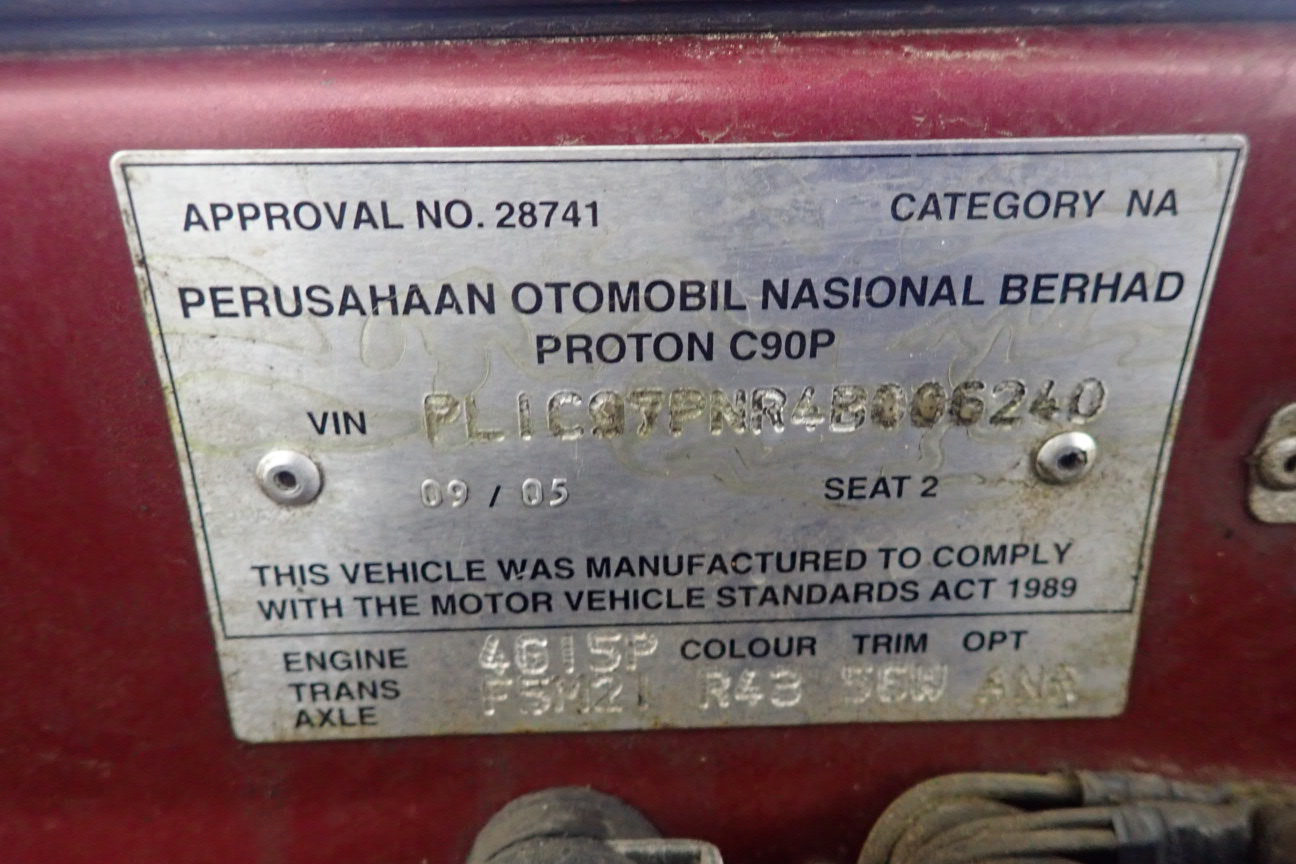 APPROVAL NO. 28741 CATEGORY NA
PERUSAHAAN OTOMOBIL NASIONAL BERHAD
PROTON C90P
VIN PL1C97PNR4B006240
09 / 05 SEAT 2
THIS VEHICLE WAS MANUFACTURED TO COMPLY
WITH THE MOTOR VEHICLE STANDARDS ACT 1989
ENGINE 4G15P COLOUR TRIM OPT
TRANS F5M21 R43 56W ANA
AXLE